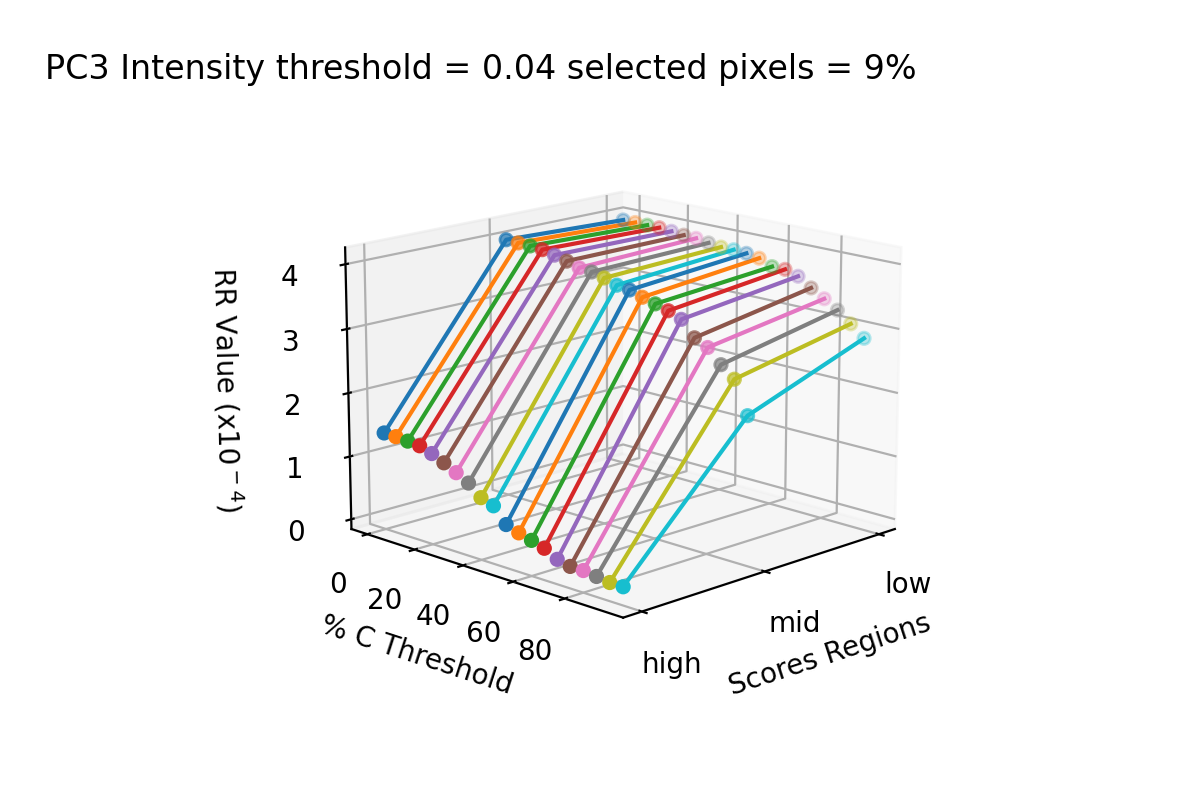 PC3 Intensity threshold = 0.04 selected pixels = 9%
RR Value (x10⁻⁴)
4
3
2
1
0
0
20
40
60
80
% C Threshold
high
mid
low
Scores Regions